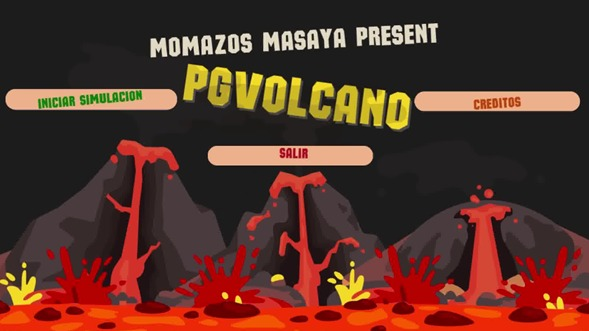 MOMAZOS MASAYA PRESENT
PGVOLCANO
INICIAR SIMULACION
CREDITOS
SALIR